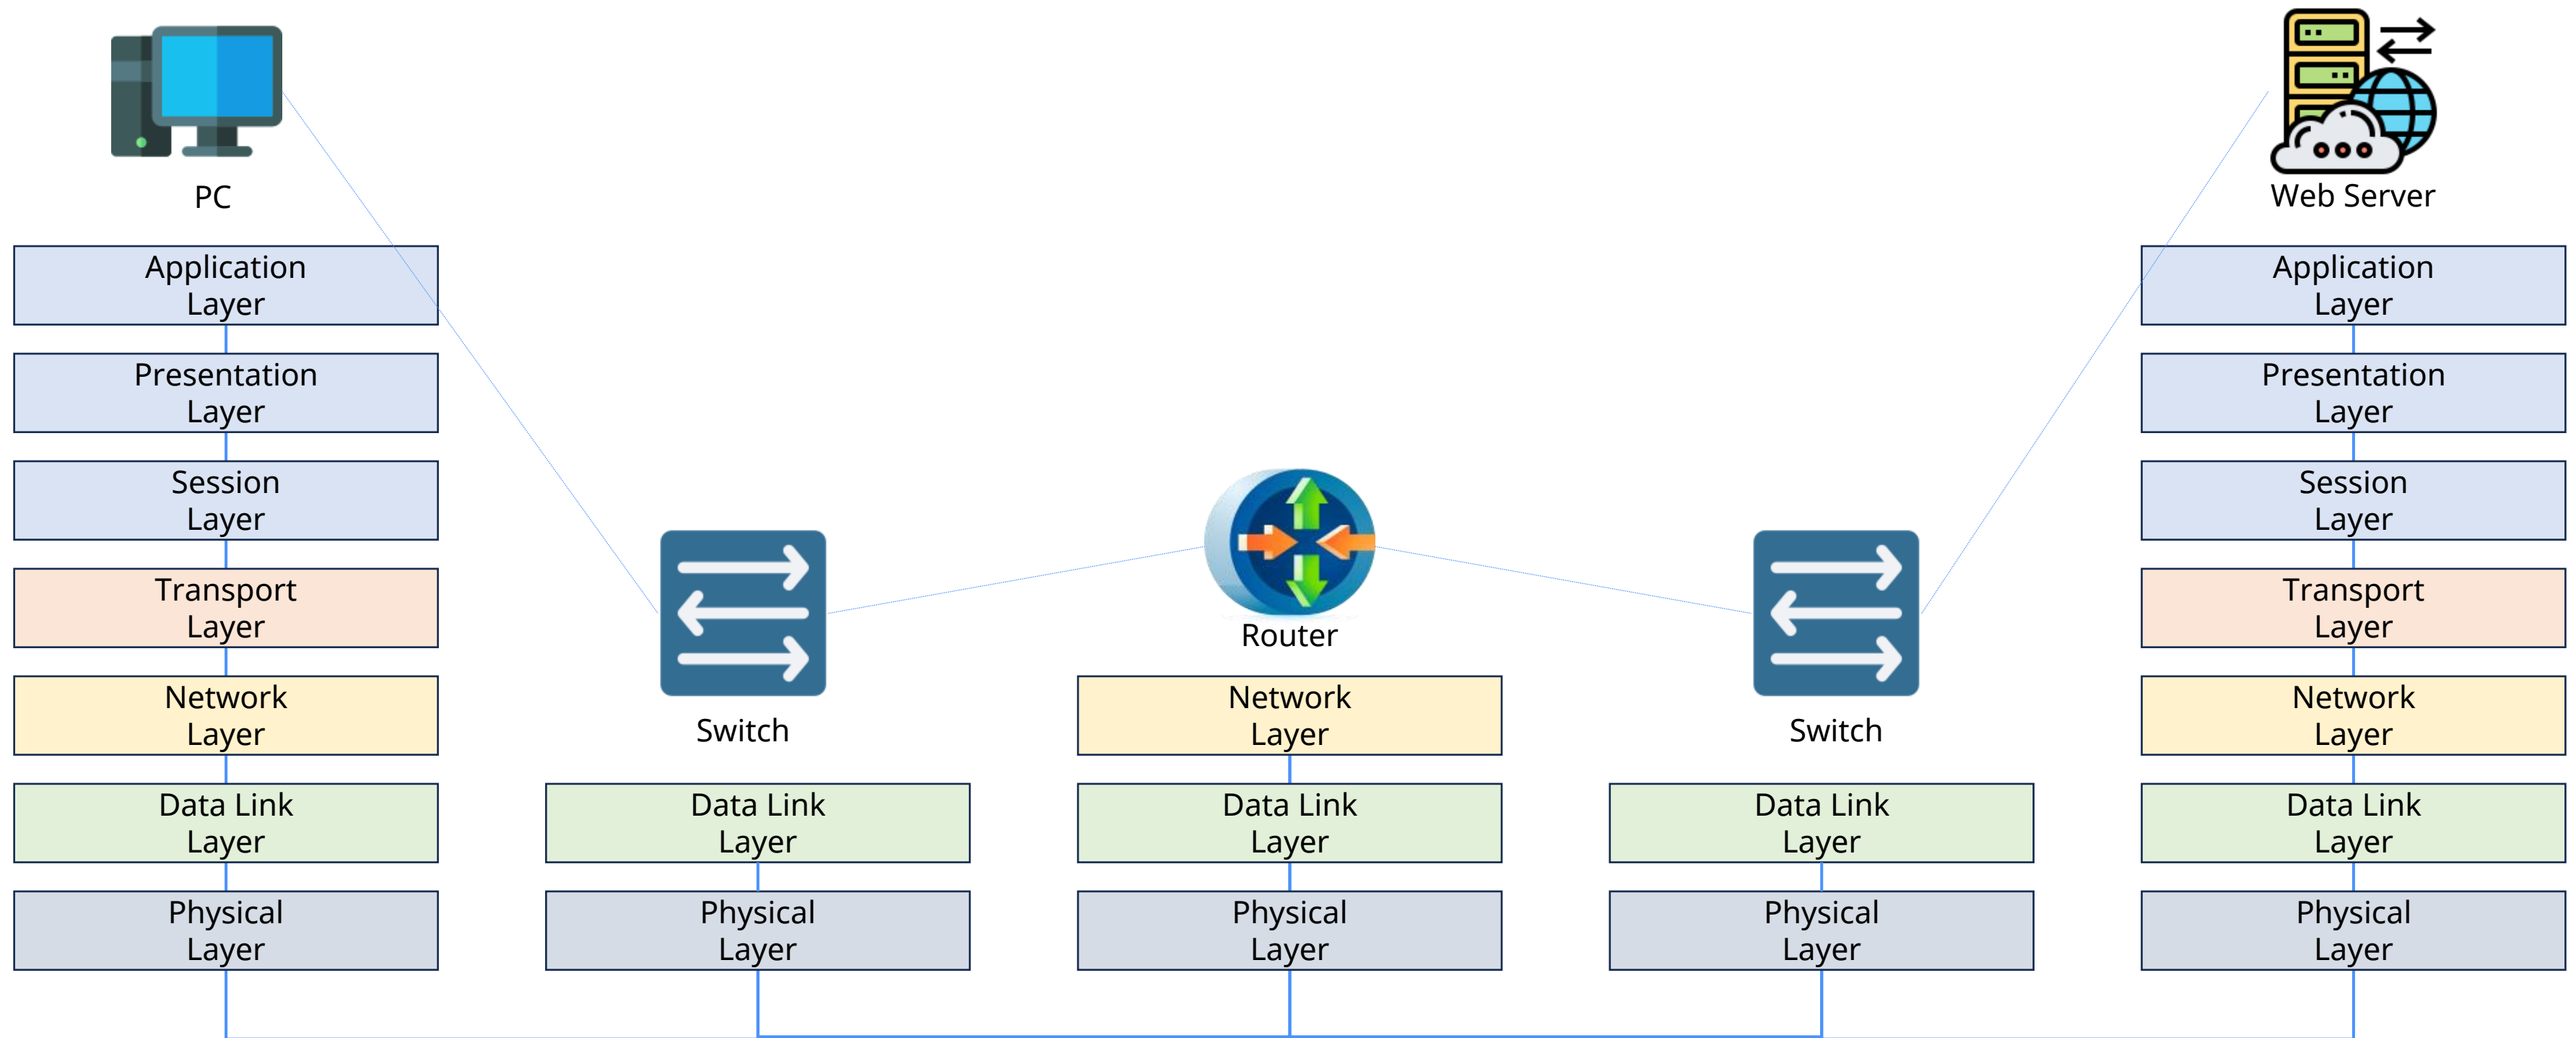 PC
Application
Layer
Presentation
Layer
Session
Layer
Transport
Layer
Network
Layer
Data Link
Layer
Physical
Layer
Switch
Data Link
Layer
Physical
Layer
Router
Network
Layer
Data Link
Layer
Physical
Layer
Switch
Data Link
Layer
Physical
Layer
Web Server
Application
Layer
Presentation
Layer
Session
Layer
Transport
Layer
Network
Layer
Data Link
Layer
Physical
Layer